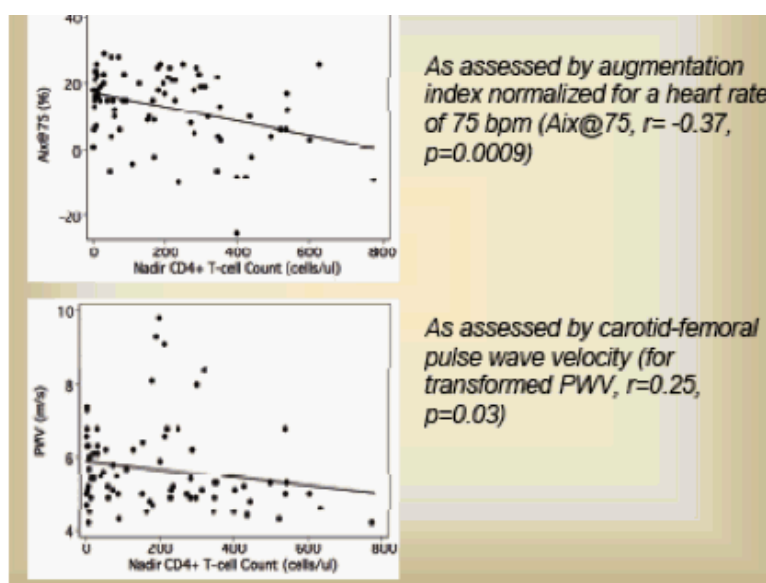 40
20
0
-20
Aix@75 (%)
0 200 400 600 800
Nadir CD4+ T-cell Count (cells/ul)
As assessed by augmentation
index normalized for a heart rate
of 75 bpm (Aix@75, r= -0.37,
p=0.0009)
10
8
6
4
PWV (m/s)
0 200 400 600 800
Nadir CD4+ T-cell Count (cells/ul)
As assessed by carotid-femoral
pulse wave velocity (for
transformed PWV, r=0.25,
p=0.03)